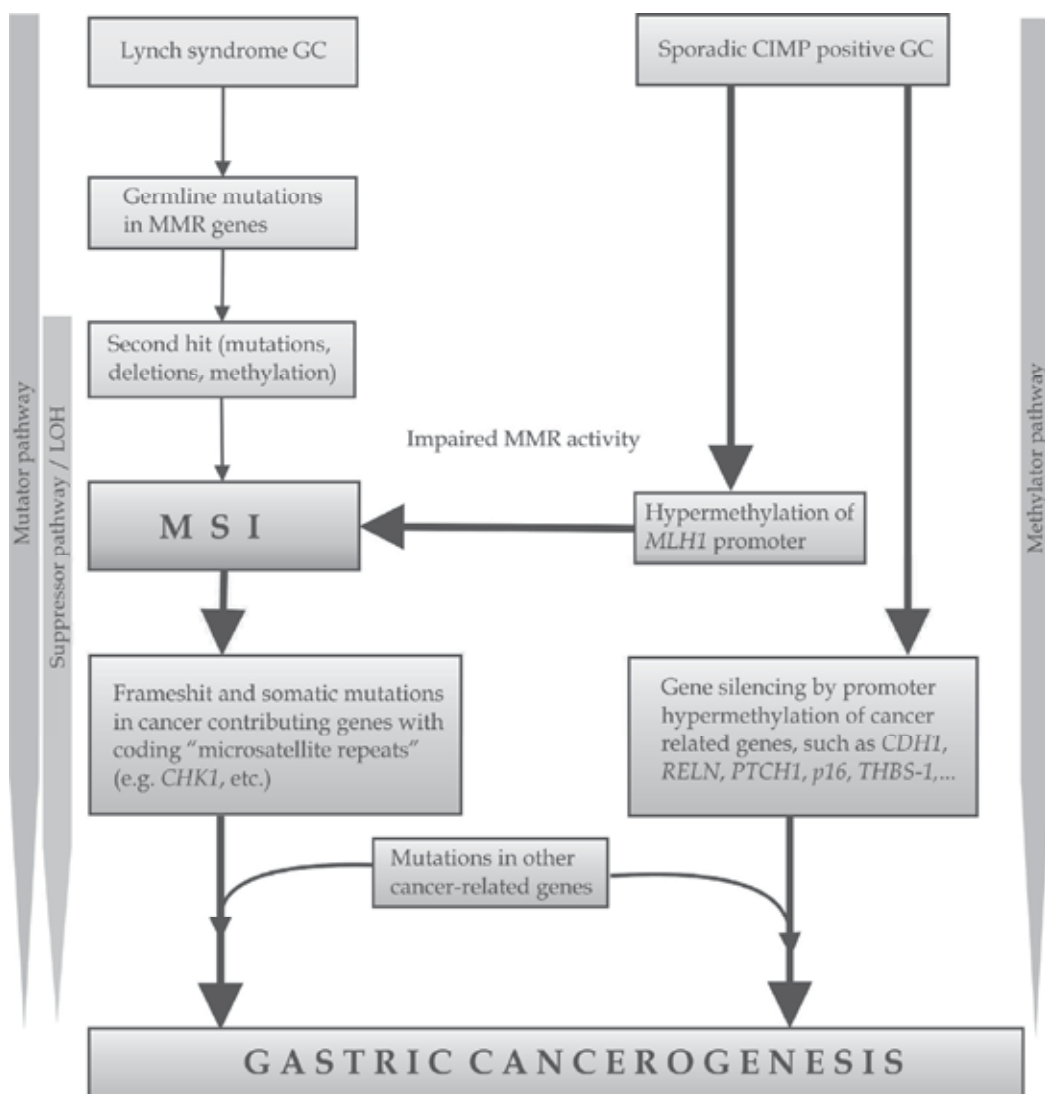 Lynch syndrome GC
Sporadic CIMP positive GC
Germline mutations
in MMR genes
Second hit (mutations,
deletions, methylation)
Impaired MMR activity
M S I
Hypermethylation of
MLH1 promoter
Frameshit and somatic mutations
in cancer contributing genes with
coding “microsatellite repeats”
(e.g. CHK1, etc.)
Gene silencing by promoter
hypermethylation of cancer
related genes, such as CDH1,
RELN, PTCH1, p16, THBS-1,...
Mutations in other
cancer-related genes
GASTRIC CANCEROGENESIS
Mutator pathway
Suppressor pathway / LOH
Methylator pathway